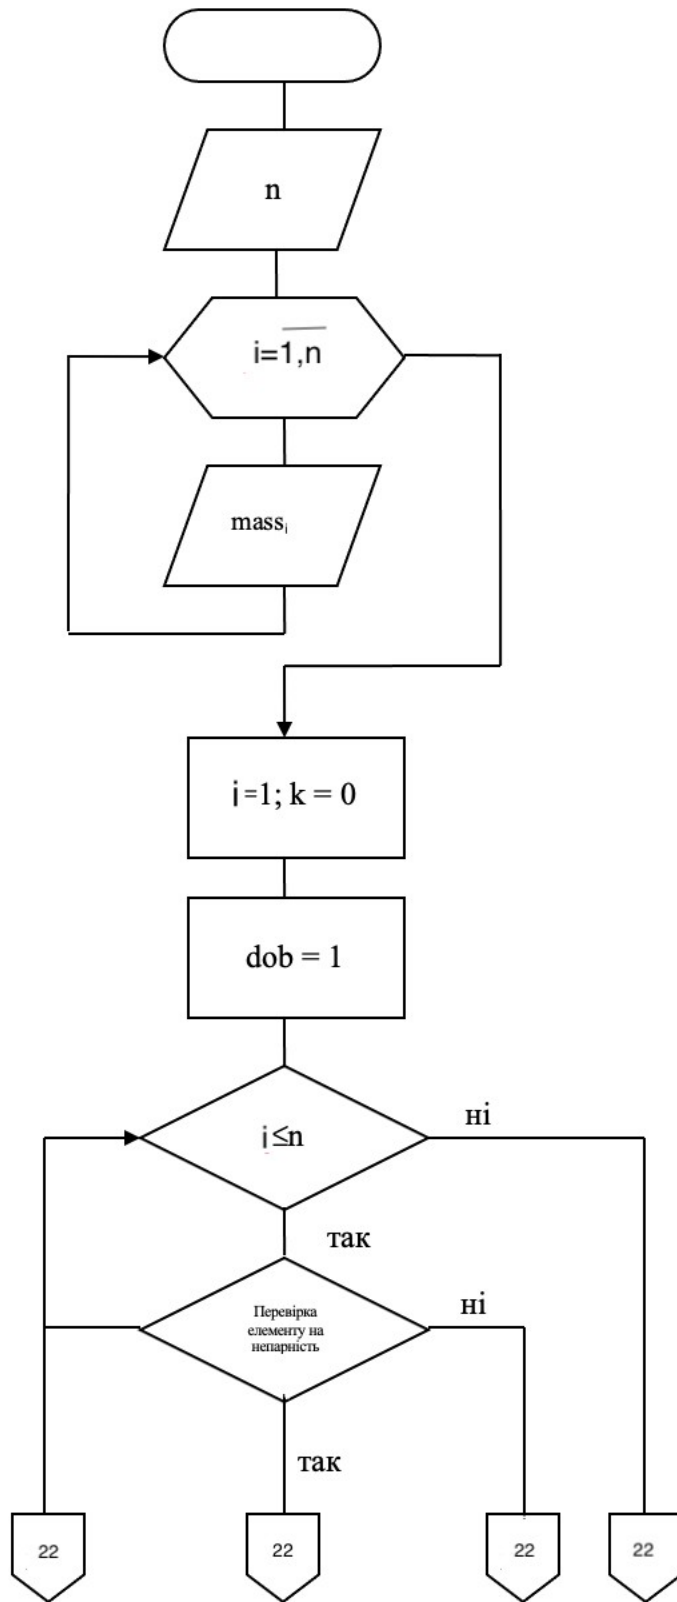 n
i=1,n
massᵢ
i=1; k = 0
dob = 1
i≤n
ні
так
Перевірка
елементу на
непарність
ні
так
22
22
22
22